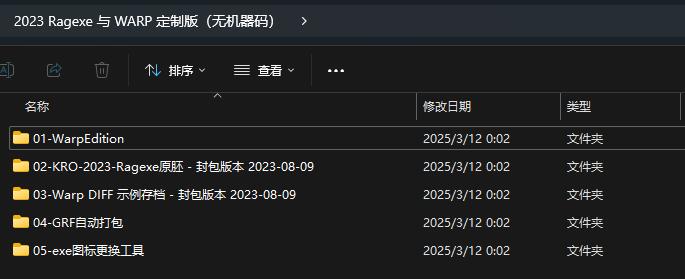 2023 Ragexe 与 WARP 定制版（无机器码）
排序 查看
名称 修改日期 类型
01-WarpEdition 2025/3/12 0:02 文件夹
02-KRO-2023-Ragexe原胚 - 封包版本 2023-08-09 2025/3/12 0:02 文件夹
03-Warp DIFF 示例存档 - 封包版本 2023-08-09 2025/3/12 0:02 文件夹
04-GRF自动打包 2025/3/12 0:02 文件夹
05-exe图标更换工具 2025/3/12 0:02 文件夹